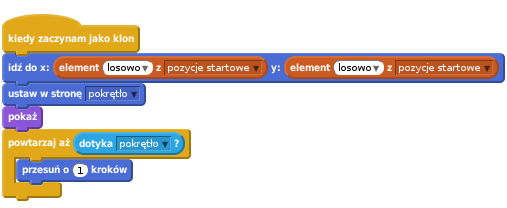 kiedy zaczynam jako klon
idź do x: element losowo z pozycje startowe y: element losowo z pozycje startowe
ustaw w stronę pokrętło
pokaż
powtarzaj aż dotyka pokrętło ?
przesuń o 1 kroków